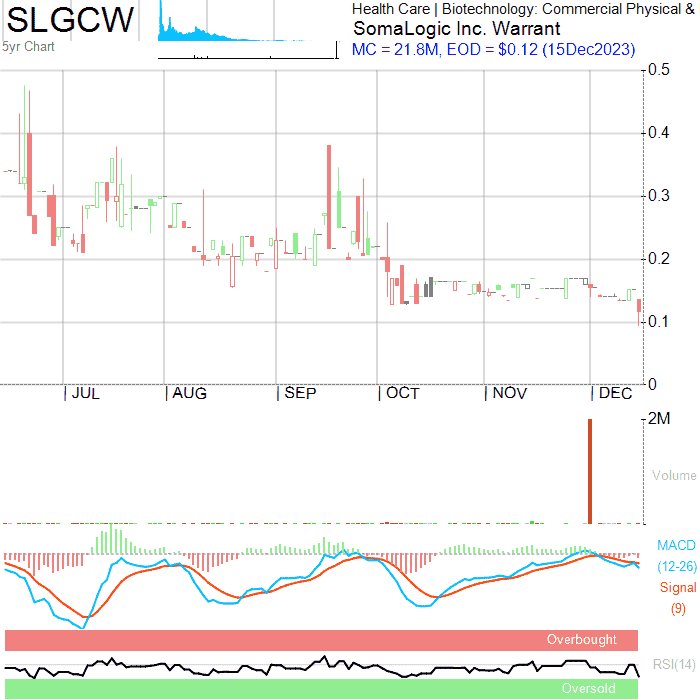 SLGCW
5yr Chart
Health Care | Biotechnology: Commercial Physical &
SomaLogic Inc. Warrant
MC = 21.8M, EOD = $0.12 (15Dec2023)
0.5
0.4
0.3
0.2
0.1
0
JUL AUG SEP OCT NOV DEC
2M
Volume
MACD
(12-26)
Signal
(9)
Overbought
RSI(14)
Oversold